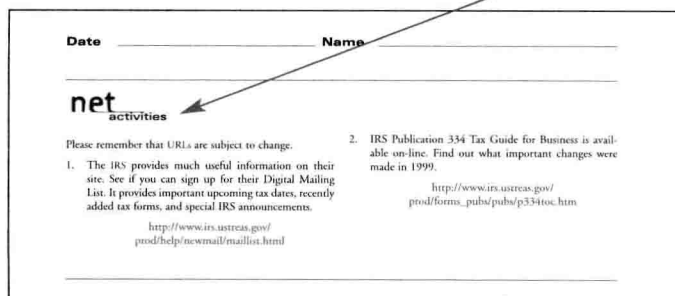 Date Name
net
activities
Please remember that URLs are subject to change.
1. The IRS provides much useful information on their
site. See if you can sign up for their Digital Mailing
List. It provides important upcoming tax dates, recently
added tax forms, and special IRS announcements.
http://www.irs.ustreas.gov/
prod/help/newmail/maillist.html
2. IRS Publication 334 Tax Guide for Business is avail-
able on-line. Find out what important changes were
made in 1999.
http://www.irs.ustreas.gov/
prod/forms_pubs/pubs/p334toc.htm